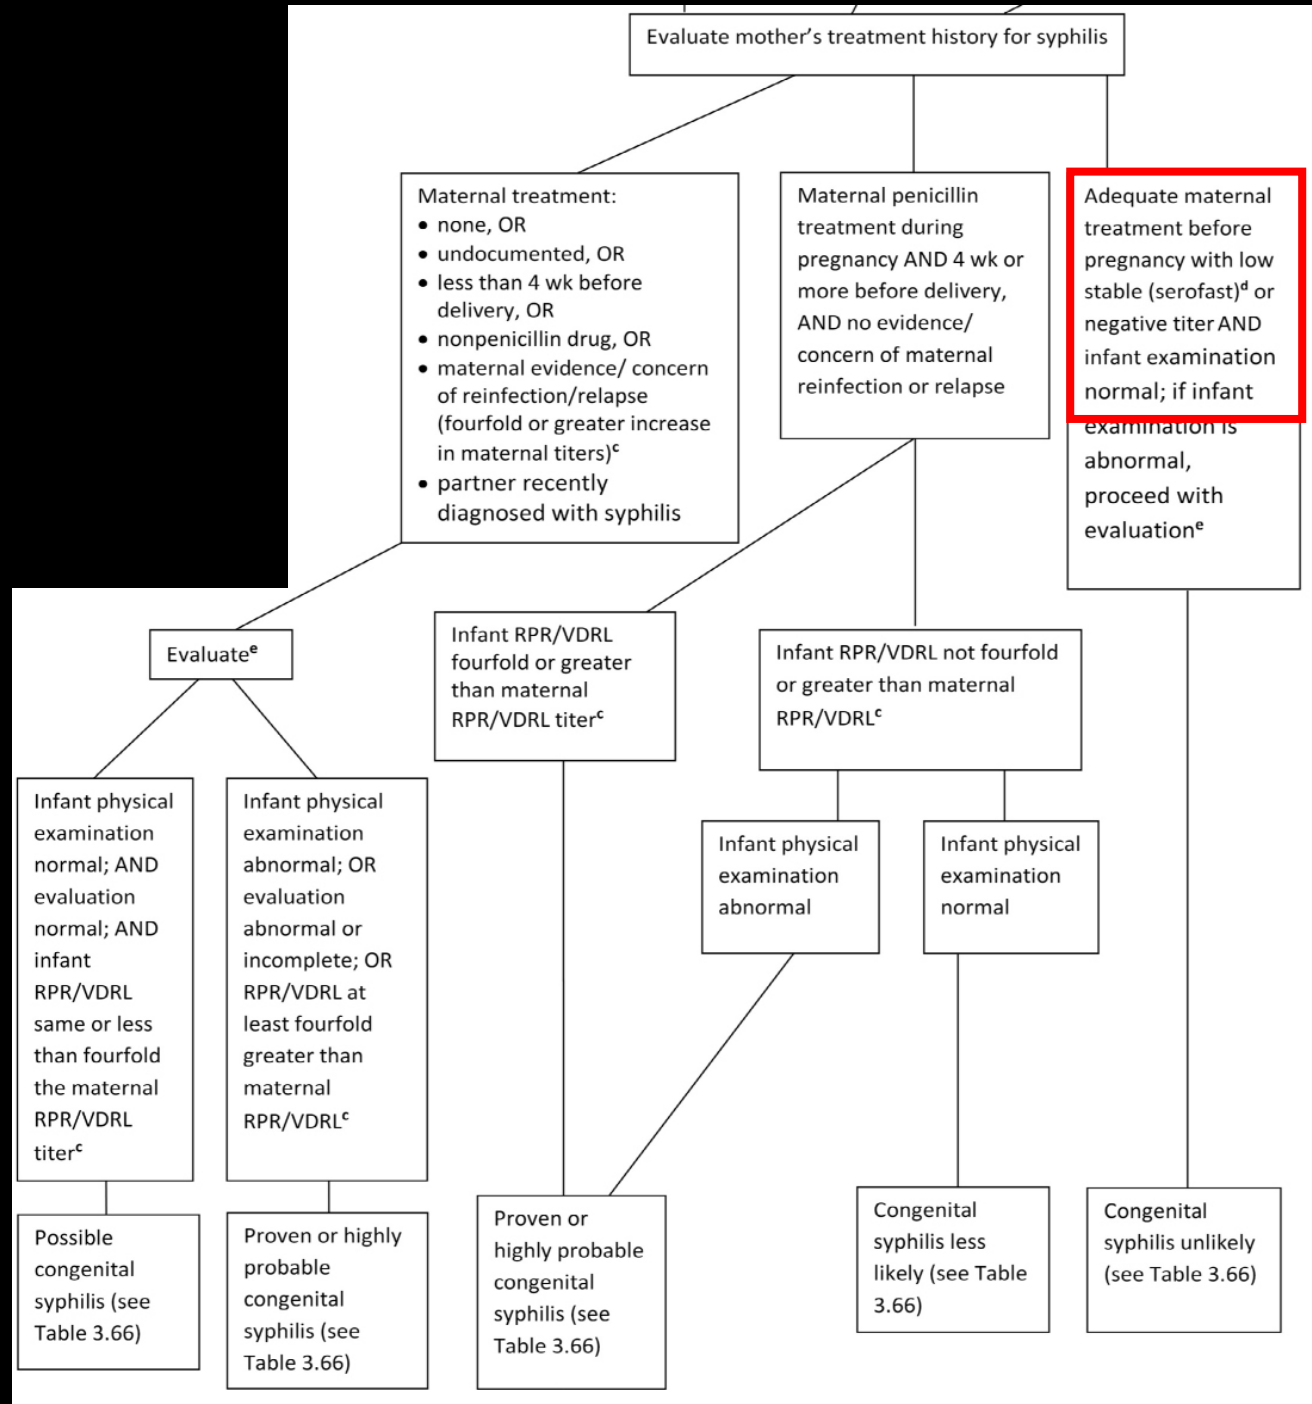 Evaluate mother's treatment history for syphilis
Maternal treatment:
• none, OR
• undocumented, OR
• less than 4 wk before
delivery, OR
• nonpenicillin drug, OR
• maternal evidence/ concern
of reinfection/relapse
(fourfold or greater increase
in maternal titers)ᶜ
• partner recently
diagnosed with syphilis
Maternal penicillin
treatment during
pregnancy AND 4 wk or
more before delivery,
AND no evidence/
concern of maternal
reinfection or relapse
Adequate maternal
treatment before
pregnancy with low
stable (serofast)ᵈ or
negative titer AND
infant examination
normal; if infant
examination is
abnormal,
proceed with
evaluationᵉ
Evaluateᵉ
Infant RPR/VDRL
fourfold or greater
than maternal
RPR/VDRL titerᶜ
Infant RPR/VDRL not fourfold
or greater than maternal
RPR/VDRLᶜ
Infant physical
examination
normal; AND
evaluation
normal; AND
infant
RPR/VDRL
same or less
than fourfold
the maternal
RPR/VDRL
titerᶜ
Infant physical
examination
abnormal; OR
evaluation
abnormal or
incomplete; OR
RPR/VDRL at
least fourfold
greater than
maternal
RPR/VDRLᶜ
Infant physical
examination
abnormal
Infant physical
examination
normal
Possible
congenital
syphilis (see
Table 3.66)
Proven or highly
probable
congenital
syphilis (see
Table 3.66)
Proven or
highly probable
congenital
syphilis (see
Table 3.66)
Congenital
syphilis less
likely (see Table
3.66)
Congenital
syphilis unlikely
(see Table 3.66)